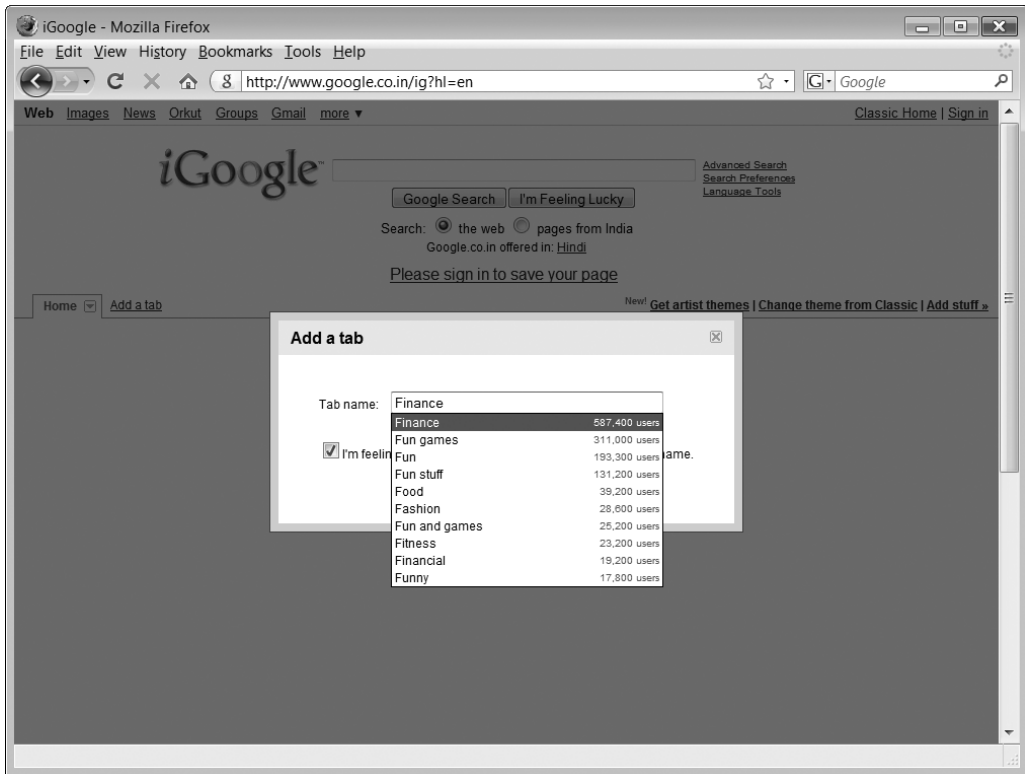 iGoogle - Mozilla Firefox
File Edit View History Bookmarks Tools Help
http://www.google.co.in/ig?hl=en Google
Web Images News Orkut Groups Gmail more ▼ Classic Home | Sign in
iGoogle™
Advanced Search
Search Preferences
Language Tools
Google Search I'm Feeling Lucky
Search: the web pages from India
Google.co.in offered in: Hindi
Please sign in to save your page
Home Add a tab New! Get artist themes | Change theme from Classic | Add stuff »
Add a tab
Tab name: Finance
Finance 587,400 users
Fun games 311,000 users
I'm feelin
ame.
Fun 193,300 users
Fun stuff 131,200 users
Food 39,200 users
Fashion 28,600 users
Fun and games 25,200 users
Fitness 23,200 users
Financial 19,200 users
Funny 17,800 users